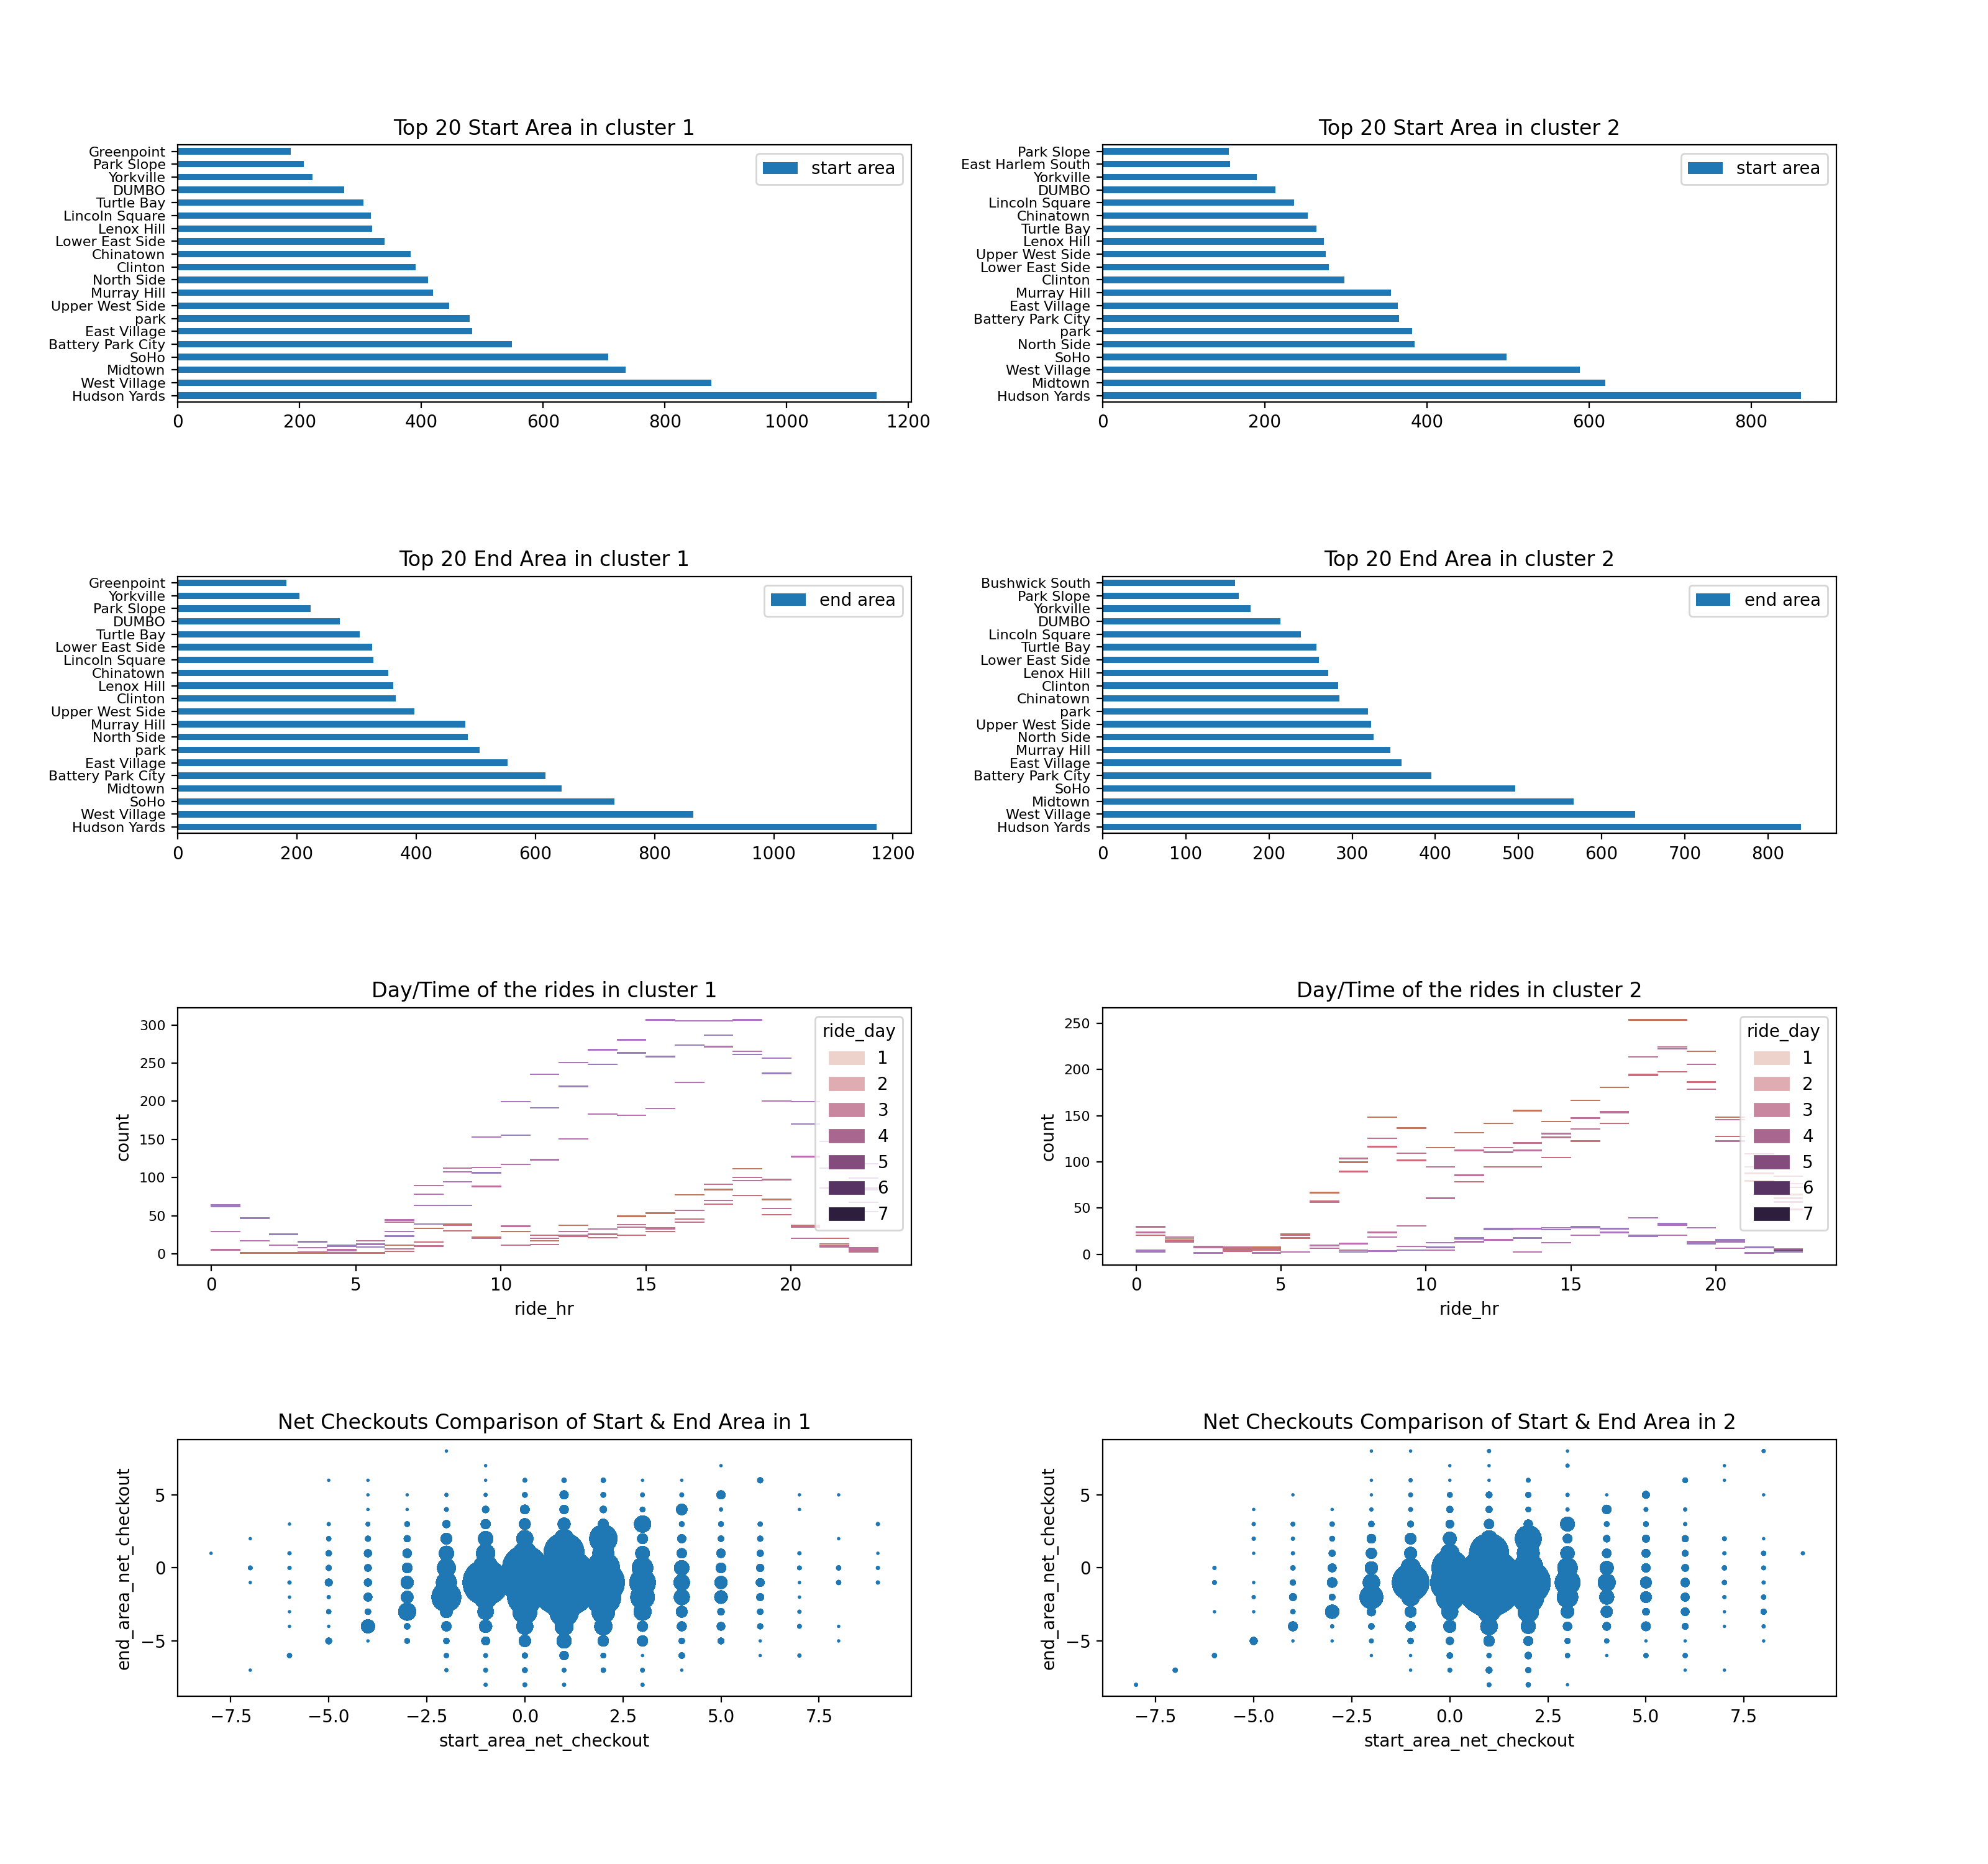 Top 20 Start Area in cluster 1
Greenpoint
Park Slope
Yorkville
DUMBO
Turtle Bay
Lincoln Square
Lenox Hill
Lower East Side
Chinatown
Clinton
North Side
Murray Hill
Upper West Side
park
East Village
Battery Park City
SoHo
Midtown
West Village
Hudson Yards
start area
0 200 400 600 800 1000 1200
Top 20 Start Area in cluster 2
Park Slope
East Harlem South
Yorkville
DUMBO
Lincoln Square
Chinatown
Turtle Bay
Lenox Hill
Upper West Side
Lower East Side
Clinton
Murray Hill
East Village
Battery Park City
park
North Side
SoHo
West Village
Midtown
Hudson Yards
start area
0 200 400 600 800
Top 20 End Area in cluster 1
Greenpoint
Yorkville
Park Slope
DUMBO
Turtle Bay
Lower East Side
Lincoln Square
Chinatown
Lenox Hill
Clinton
Upper West Side
Murray Hill
North Side
park
East Village
Battery Park City
Midtown
SoHo
West Village
Hudson Yards
end area
0 200 400 600 800 1000 1200
Top 20 End Area in cluster 2
Bushwick South
Park Slope
Yorkville
DUMBO
Lincoln Square
Turtle Bay
Lower East Side
Lenox Hill
Clinton
Chinatown
park
Upper West Side
North Side
Murray Hill
East Village
Battery Park City
SoHo
Midtown
West Village
Hudson Yards
end area
0 100 200 300 400 500 600 700 800
Day/Time of the rides in cluster 1
count
300
250
200
150
100
50
0
ride_day
1
2
3
4
5
6
7
0 5 10 15 20
ride_hr
Day/Time of the rides in cluster 2
count
250
200
150
100
50
0
ride_day
1
2
3
4
5
6
7
0 5 10 15 20
ride_hr
Net Checkouts Comparison of Start & End Area in 1
end_area_net_checkout
5
0
−5
−7.5 −5.0 −2.5 0.0 2.5 5.0 7.5
start_area_net_checkout
Net Checkouts Comparison of Start & End Area in 2
end_area_net_checkout
5
0
−5
−7.5 −5.0 −2.5 0.0 2.5 5.0 7.5
start_area_net_checkout